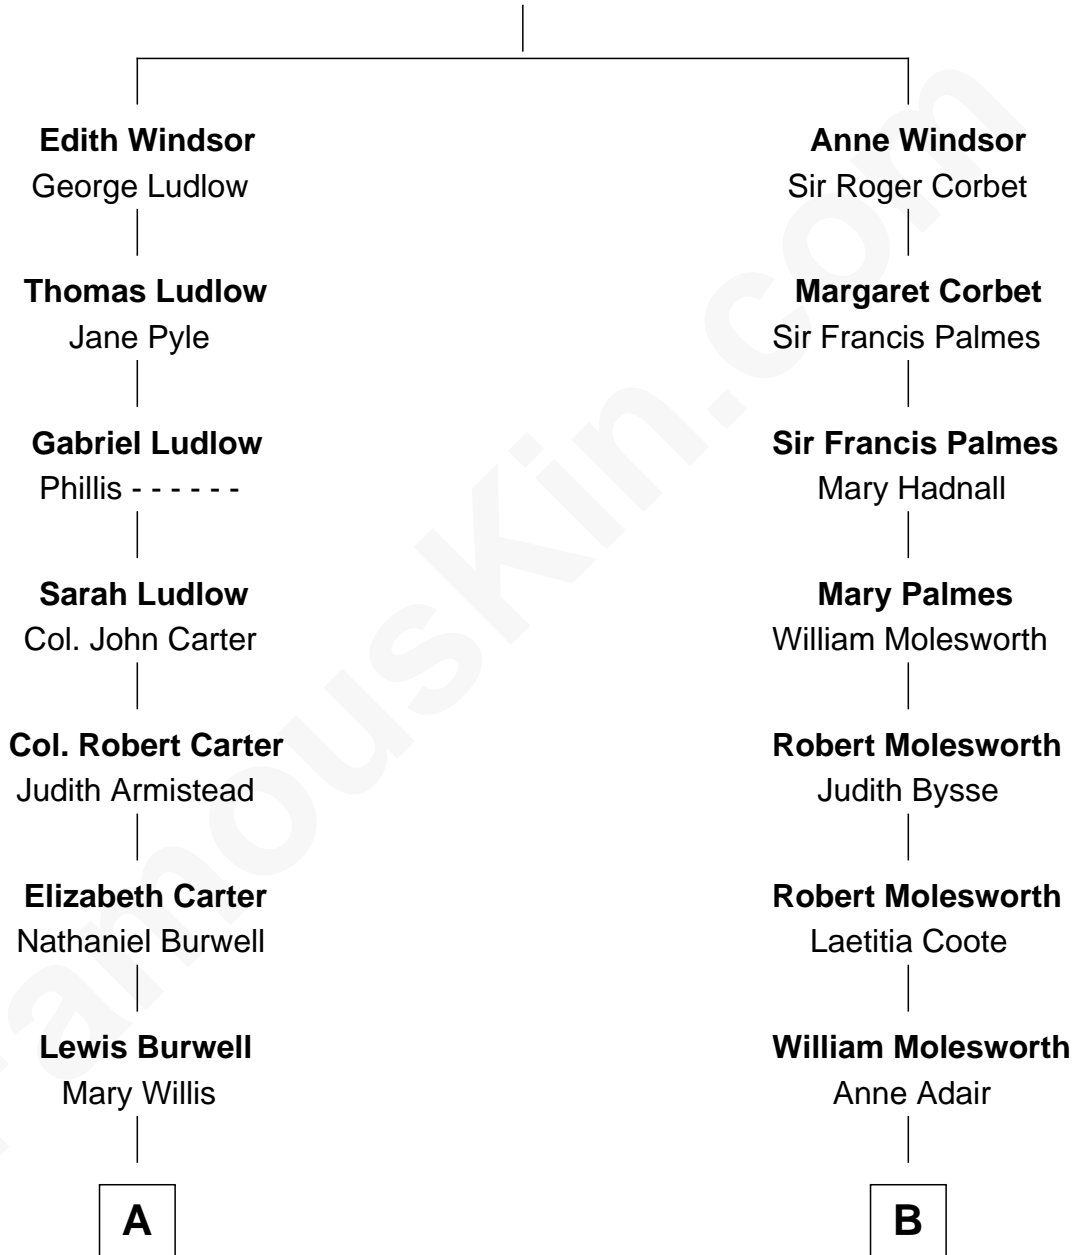 Edith Windsor
George Ludlow
Thomas Ludlow
Jane Pyle
Gabriel Ludlow
Phillis - - - - - -
Sarah Ludlow
Col. John Carter
Col. Robert Carter
Judith Armistead
Elizabeth Carter
Nathaniel Burwell
Lewis Burwell
Mary Willis
A
Anne Windsor
Sir Roger Corbet
Margaret Corbet
Sir Francis Palmes
Sir Francis Palmes
Mary Hadnall
Mary Palmes
William Molesworth
Robert Molesworth
Judith Bysse
Robert Molesworth
Laetitia Coote
William Molesworth
Anne Adair
B
FamousKin.com